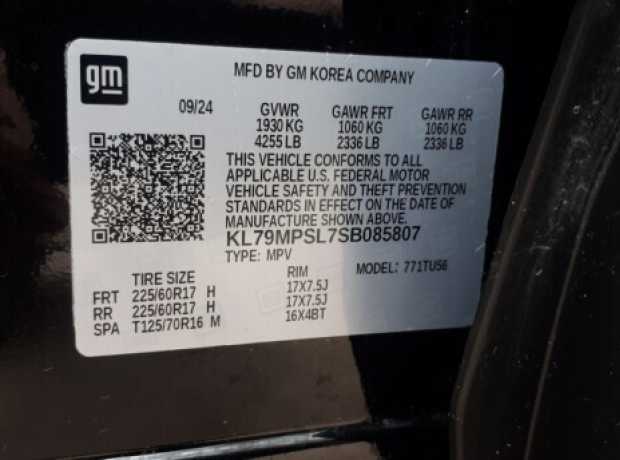 gm
MFD BY GM KOREA COMPANY
09/24 GVWR GAWR FRT GAWR RR
1930 KG 1060 KG 1060 KG
4255 LB 2336 LB 2336 LB
THIS VEHICLE CONFORMS TO ALL
APPLICABLE U.S. FEDERAL MOTOR
VEHICLE SAFETY AND THEFT PREVENTION
STANDARDS IN EFFECT ON THE DATE OF
MANUFACTURE SHOWN ABOVE.
KL79MPSL7SB085807
TYPE: MPV MODEL: 771TU56
TIRE SIZE RIM
FRT 225/60R17 H 17X7.5J
RR 225/60R17 H 17X7.5J
SPA T125/70R16 M 16X4BT